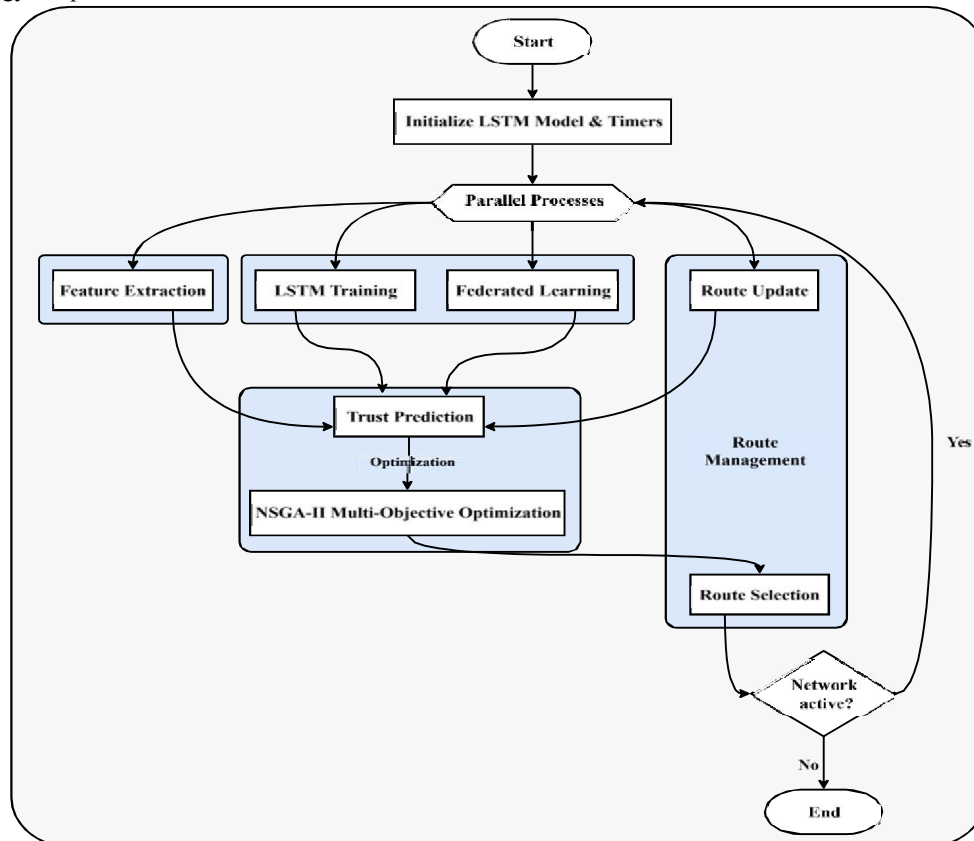 Start
Initialize LSTM Model & Timers
Parallel Processes
Feature Extraction
LSTM Training
Federated Learning
Route Update
Trust Prediction
Optimization
NSGA-II Multi-Objective Optimization
Route
Management
Yes
Route Selection
Network
active?
No
End